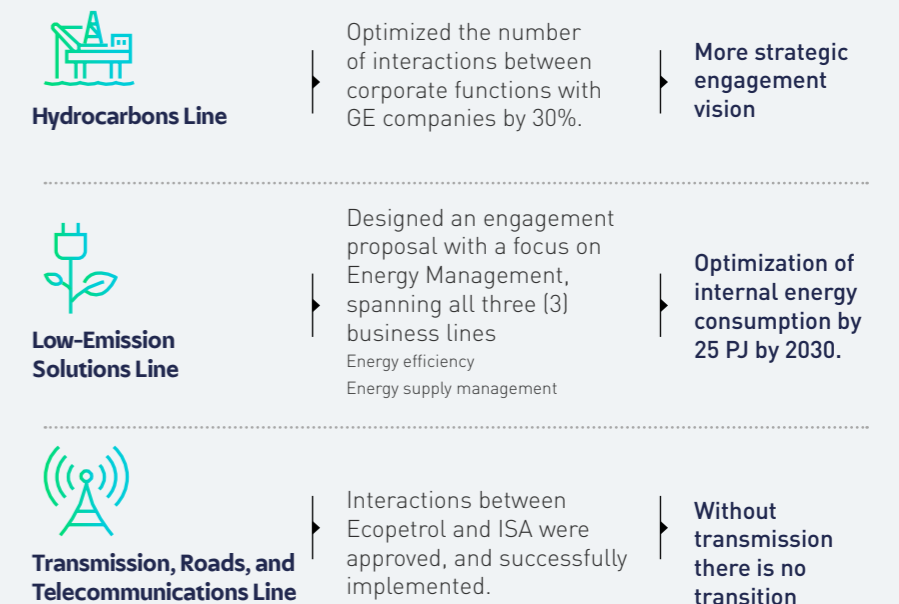 Hydrocarbons Line
Optimized the number
of interactions between
corporate functions with
GE companies by 30%.
More strategic
engagement
vision
Low-Emission
Solutions Line
Designed an engagement
proposal with a focus on
Energy Management,
spanning all three (3)
business lines
Energy efficiency
Energy supply management
Optimization of
internal energy
consumption by
25 PJ by 2030.
Transmission, Roads, and
Telecommunications Line
Interactions between
Ecopetrol and ISA were
approved, and successfully
implemented.
Without
transmission
there is no
transition